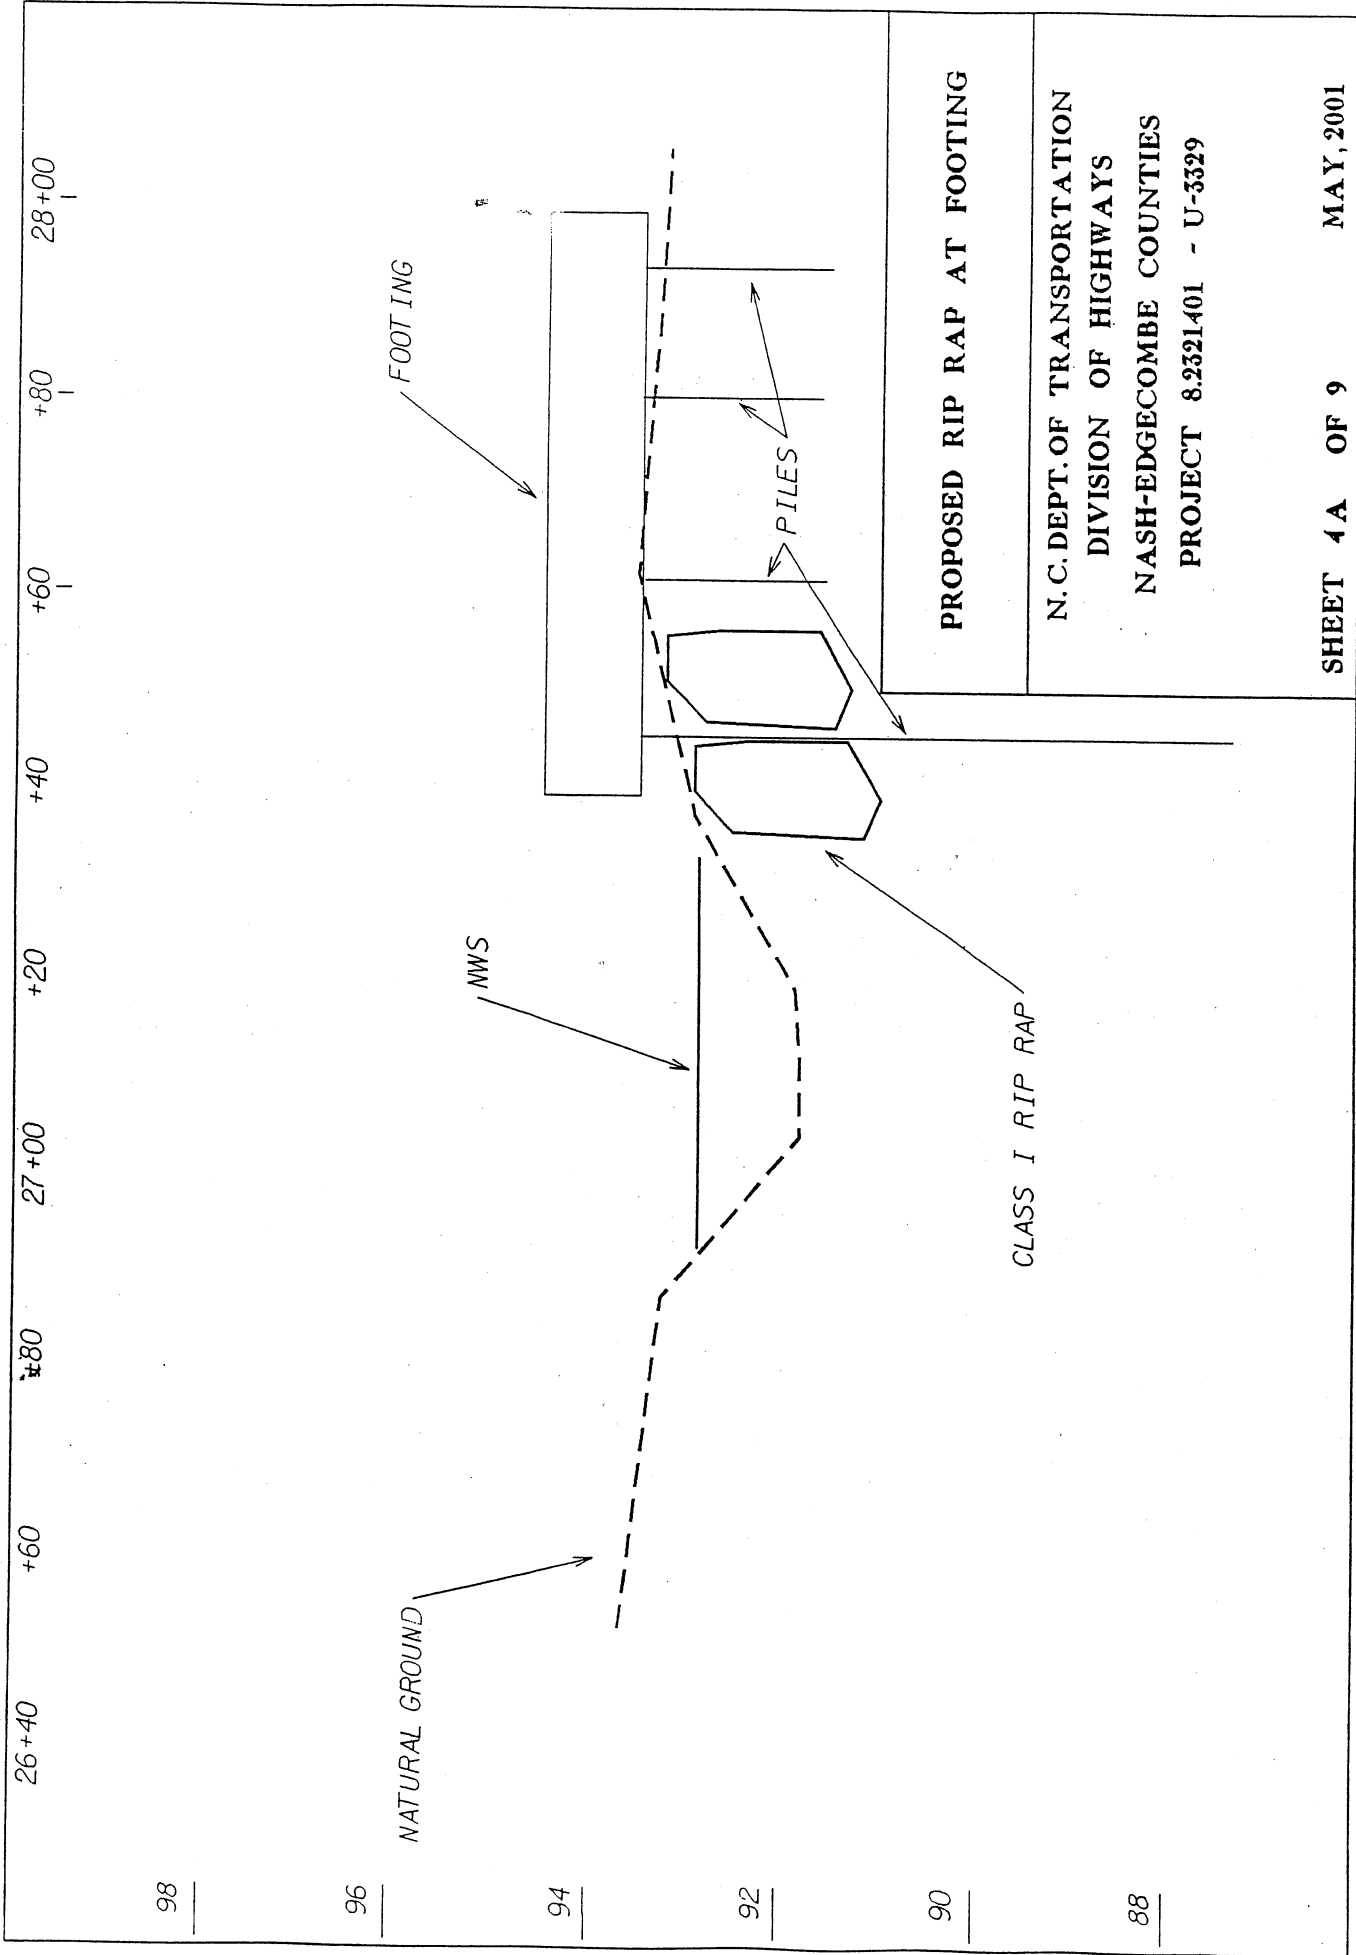 26+40
+60
+80
27+00
+20
+40
+60
+80
28+00
98
96
94
92
90
88
NATURAL GROUND
NWS
FOOTING
CLASS I RIP RAP
PILES
PROPOSED RIP RAP AT FOOTING
N.C. DEPT. OF TRANSPORTATION
DIVISION OF HIGHWAYS
NASH-EDGECOMBE COUNTIES
PROJECT 8.2321401 - U-3329
SHEET 4A OF 9 MAY, 2001